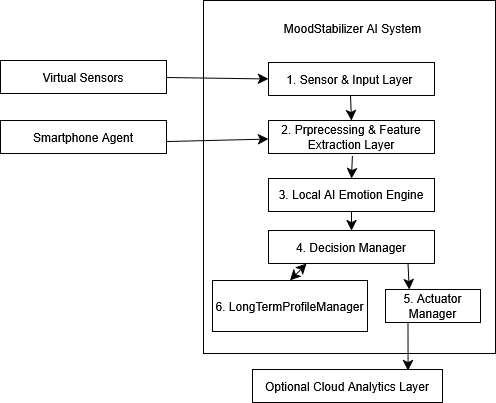 MoodStabilizer AI System
Virtual Sensors
1. Sensor & Input Layer
Smartphone Agent
2. Prprecessing & Feature
Extraction Layer
3. Local AI Emotion Engine
4. Decision Manager
6. LongTermProfileManager
5. Actuator
Manager
Optional Cloud Analytics Layer